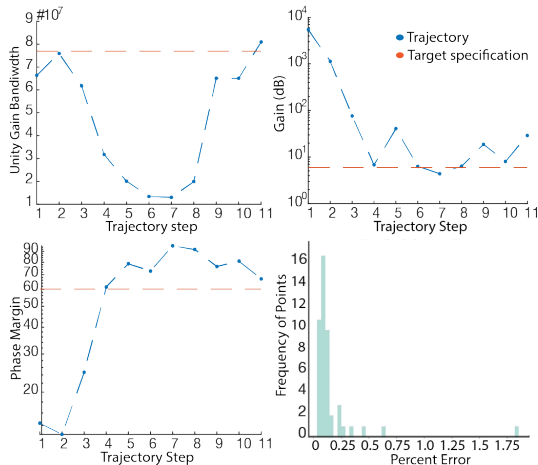 #10⁷
9
8
7
6
5
4
3
2
1
Unity Gain Bandiwdth
1 2 3 4 5 6 7 8 9 10 11
Trajectory step
10⁴
10³
10²
10¹
10⁰
Gain (dB)
Trajectory
Target specification
1 2 3 4 5 6 7 8 9 10 11
Trajectory Step
90
80
70
60
50
40
30
20
Phase Margin
1 2 3 4 5 6 7 8 9 10 11
Trajectory Step
16
14
12
10
8
6
4
2
0
Frequency of Points
0 0.25 0.5 0.75 1.0 1.25 1.5 1.75
Percent Error